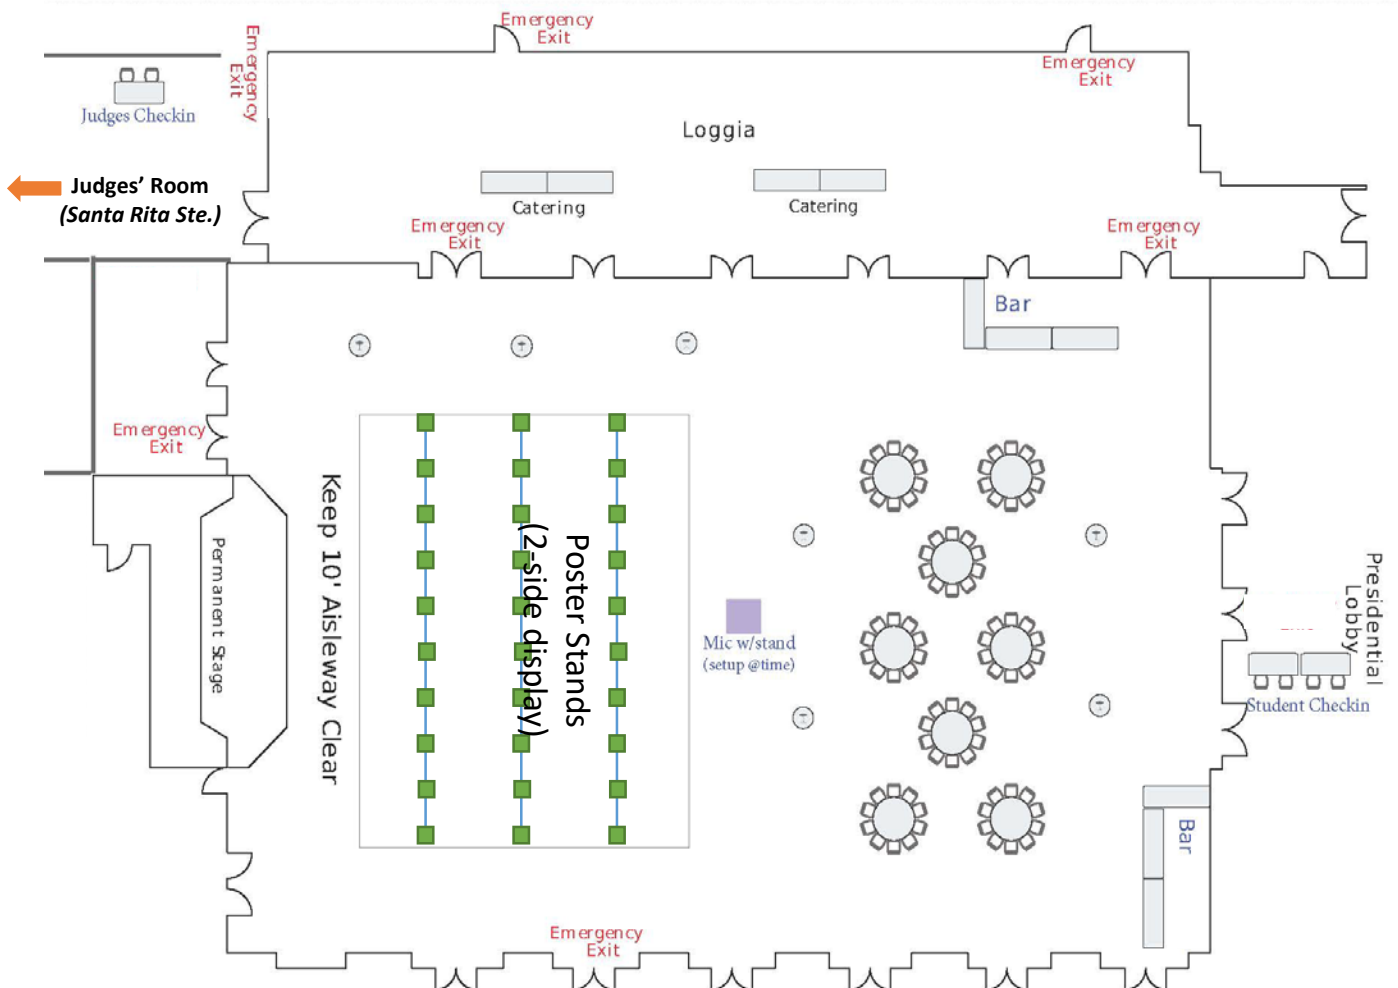 Emergency
Exit
Emergency
Exit
Emergency
Exit
Judges Checkin
Loggia
Judges’ Room
(Santa Rita Ste.)
Catering
Catering
Emergency
Exit
Emergency
Exit
Bar
Emergency
Exit
Keep 10' Aisleway Clear
Permanent Stage
Poster Stands
(2-side display)
Mic w/stand
(setup @time)
Presidential
Lobby
Student Checkin
Bar
Emergency
Exit